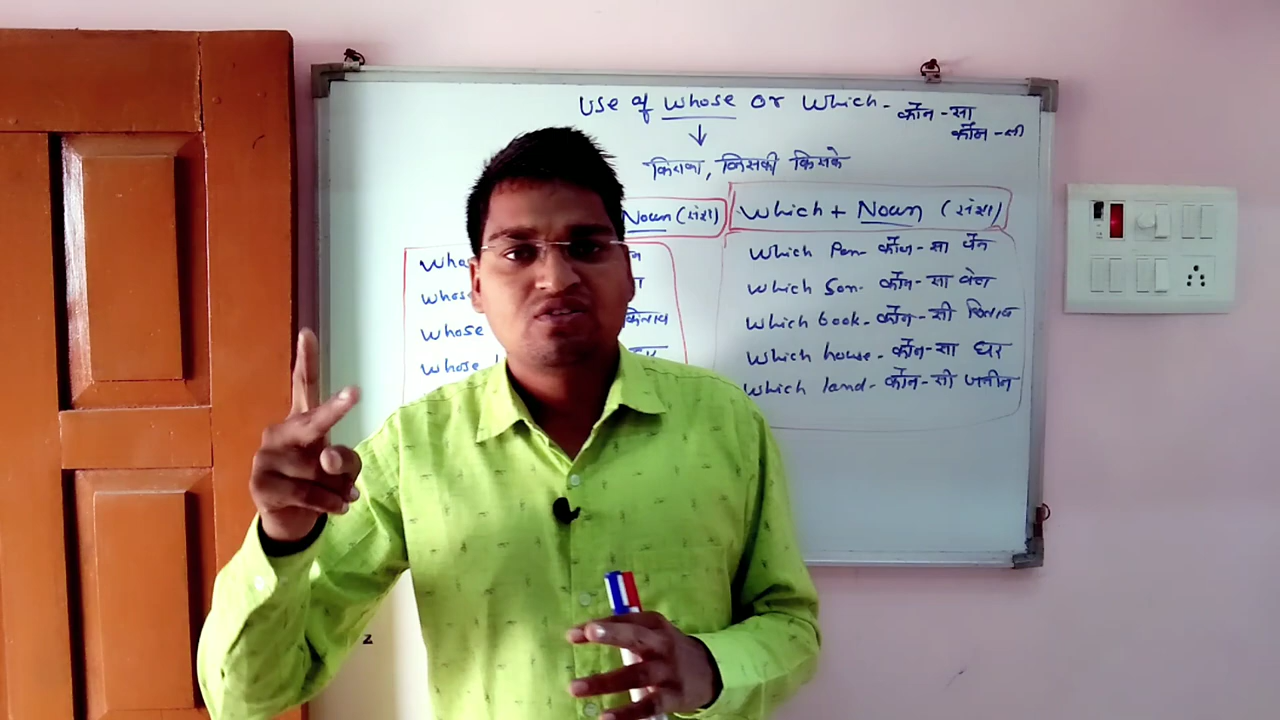 Use of whose or which - कौन-सा
कौन-सी
किसका, किसकी किसके
Noun (संज्ञा) Which + Noun (संज्ञा)
Which Pen- कौन-सा पेन
Whose Which Son- कौन-सा
Whose किताब Which book- कौन-सी किताब
Whose Which house- कौन-सा घर
Which land- कौन-सी जमीन
z